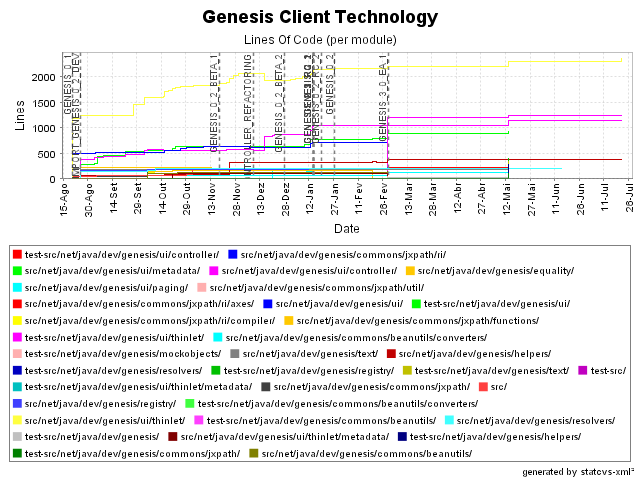 Genesis Client Technology
Lines Of Code (per module)
Lines
2500
2000
1500
1000
500
0
GENESIS_0_1
GENESIS_0_2_BETA_1
GENESIS_0_2_BETA_2
GENESIS_0_2
GENESIS_3_0_EA_1
15-Ago
30-Ago
14-Set
29-Set
14-Out
29-Out
13-Nov
28-Nov
13-Dez
28-Dez
12-Jan
27-Jan
11-Fev
26-Fev
13-Mar
28-Mar
12-Abr
27-Abr
12-Mai
27-Mai
11-Jun
26-Jun
11-Jul
26-Jul
Date
test-src/net/java/dev/genesis/ui/controller/ src/net/java/dev/genesis/commons/jxpath/ri/
src/net/java/dev/genesis/ui/metadata/ src/net/java/dev/genesis/ui/controller/ src/net/java/dev/genesis/equality/
src/net/java/dev/genesis/ui/paging/ src/net/java/dev/genesis/commons/jxpath/util/
src/net/java/dev/genesis/commons/jxpath/ri/axes/ src/net/java/dev/genesis/ui/ test-src/net/java/dev/genesis/ui/
src/net/java/dev/genesis/commons/jxpath/ri/compiler/ src/net/java/dev/genesis/commons/jxpath/functions/
test-src/net/java/dev/genesis/ui/thinlet/ src/net/java/dev/genesis/commons/beanutils/converters/
test-src/net/java/dev/genesis/mockobjects/ src/net/java/dev/genesis/text/ src/net/java/dev/genesis/helpers/
test-src/net/java/dev/genesis/resolvers/ test-src/net/java/dev/genesis/registry/ test-src/net/java/dev/genesis/text/ test-src/
test-src/net/java/dev/genesis/ui/thinlet/metadata/ src/net/java/dev/genesis/commons/jxpath/ src/
src/net/java/dev/genesis/registry/ test-src/net/java/dev/genesis/commons/beanutils/converters/
src/net/java/dev/genesis/ui/thinlet/ test-src/net/java/dev/genesis/commons/beanutils/ src/net/java/dev/genesis/resolvers/
test-src/net/java/dev/genesis/ src/net/java/dev/genesis/ui/thinlet/metadata/ test-src/net/java/dev/genesis/helpers/
test-src/net/java/dev/genesis/commons/jxpath/ src/net/java/dev/genesis/commons/beanutils/
generated by statcvs-xml²